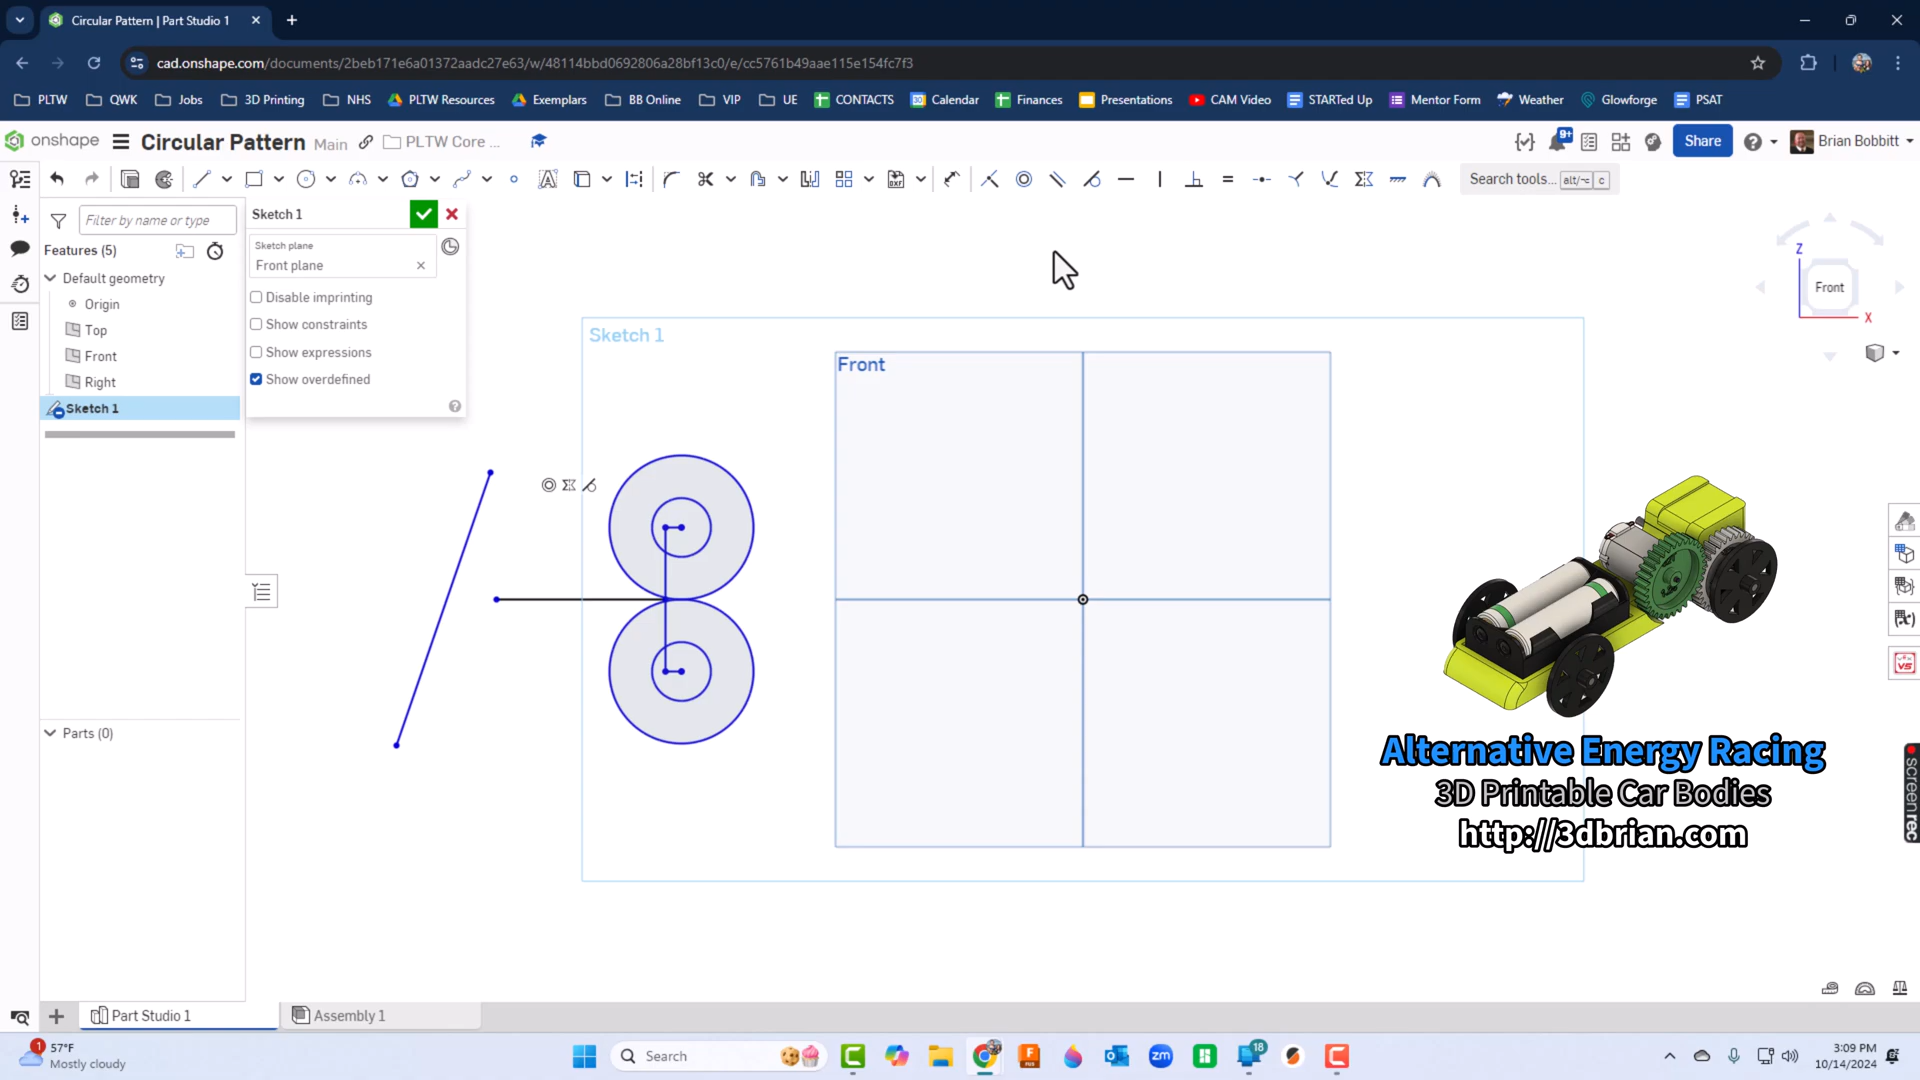 Circular Pattern | Part Studio 1
cad.onshape.com/documents/2beb171e6a01372aadc27e63/w/48114bbd0692806a28bf13c0/e/cc5761b49aae115e154fc7f3
PLTW QWK Jobs 3D Printing NHS PLTW Resources Exemplars BB Online VIP UE CONTACTS Calendar Finances Presentations CAM Video STARTed Up Mentor Form Weather Glowforge PSAT
onshape Circular Pattern Main PLTW Core ... 9+ Share Brian Bobbitt
Search tools... alt/⌥ c
Filter by name or type
Features (5)
Default geometry
Origin
Top
Front
Right
Sketch 1
Parts (0)
Sketch 1
Sketch plane
Front plane
Disable imprinting
Show constraints
Show expressions
Show overdefined
Sketch 1
Front
Z
Front
X
Alternative Energy Racing
3D Printable Car Bodies
http://3dbrian.com
screenrec
Part Studio 1
Assembly 1
1
57°F
Mostly cloudy
Search
zm
18
3:09 PM
10/14/2024